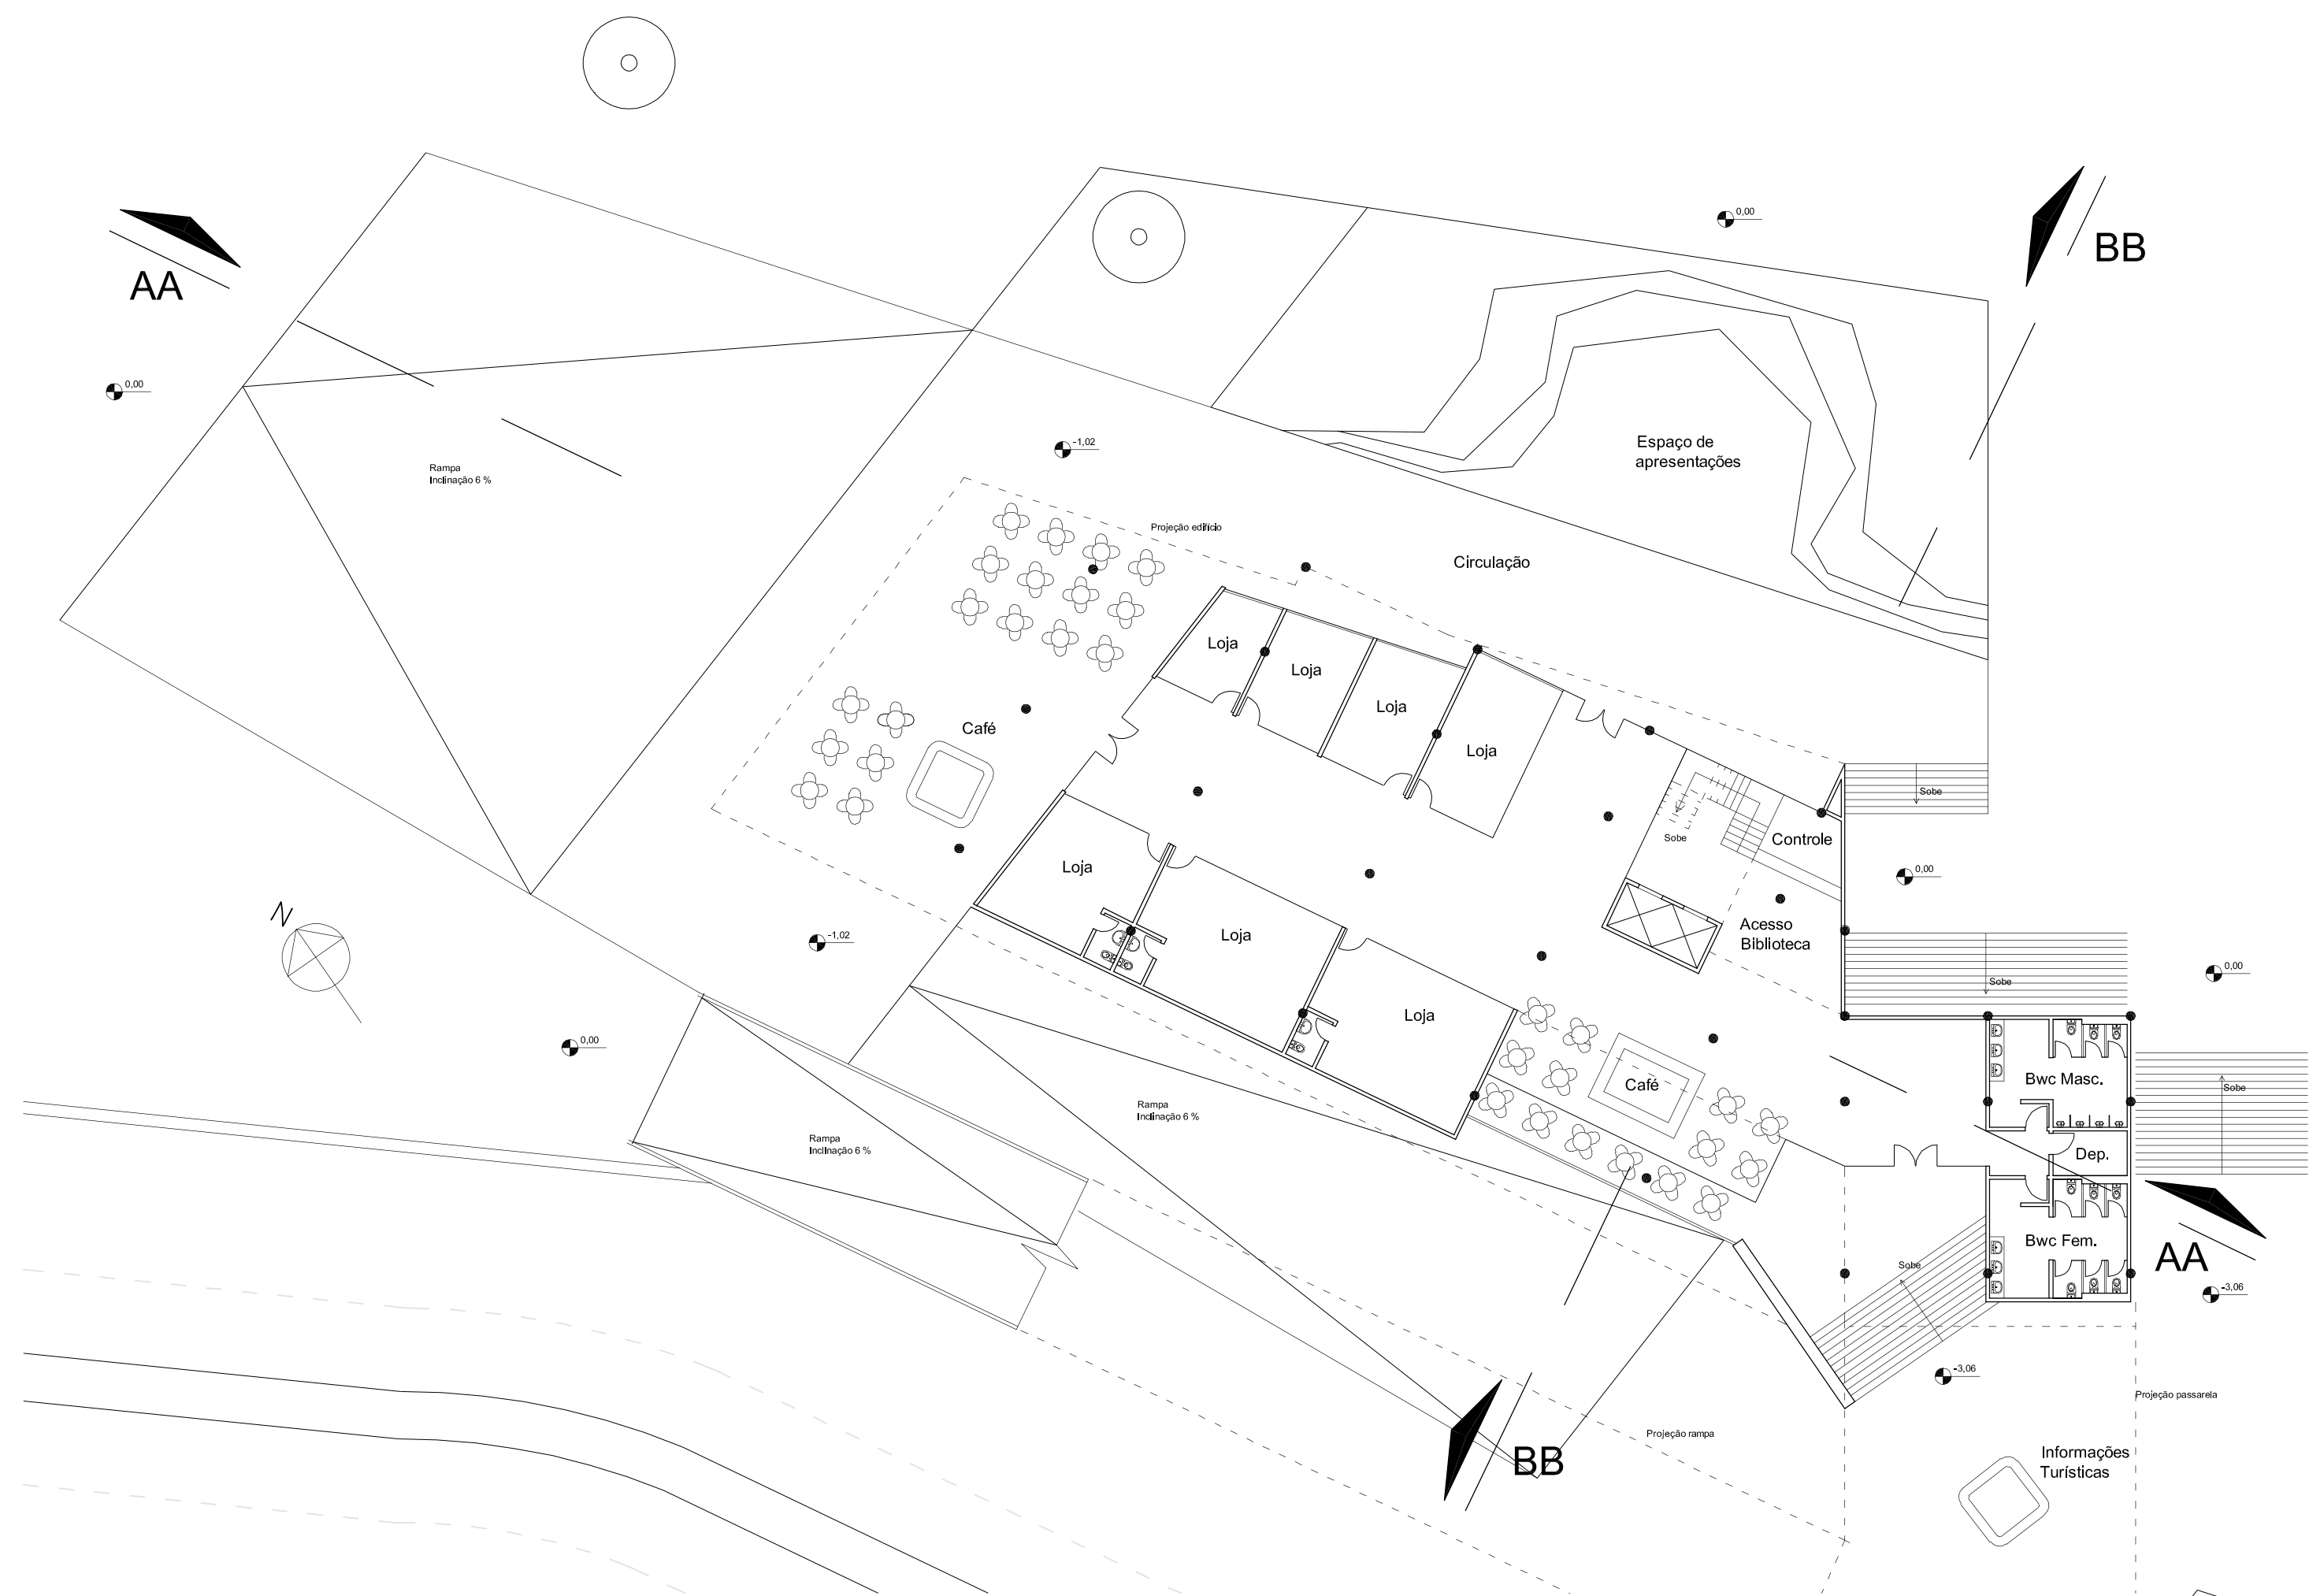 0,00
BB
AA
0,00
-1,02
Espaço de
apresentações
Rampa
Inclinação 6 %
Projeção edifício
Circulação
Loja
Loja
Loja
Loja
Café
Sobe
Sobe
Controle
Loja
0,00
N
Acesso
Biblioteca
Loja
-1,02
0,00
Sobe
Loja
0,00
Café
Bwc Masc.
Sobe
Rampa
Inclinação 6 %
Rampa
Inclinação 6 %
Dep.
Bwc Fem.
AA
Sobe
-3,06
-3,06
Projeção passarela
Projeção rampa
BB
Informações
Turísticas